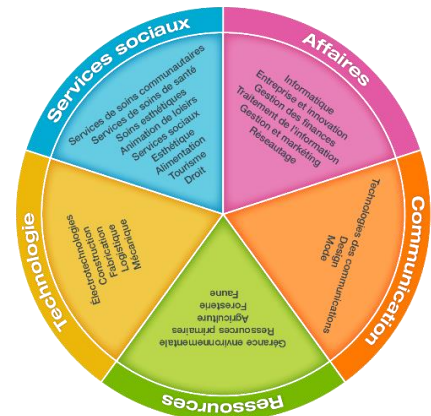 Services sociaux
Services de soins communautaires
Services de soins de santé
Soins esthétiques
Animation de loisirs
Services sociaux
Esthétique
Alimentation
Tourisme
Droit
Affaires
Informatique
Entreprise et innovation
Gestion des finances
Traitement de l'information
Gestion et markéting
Réseautage
Communication
Technologies des communications
Design
Mode
Ressources
Gérance environnementale
Ressources primaires
Agriculture
Foresterie
Faune
Technologie
Électrotechnologies
Construction
Fabrication
Logistique
Mécanique